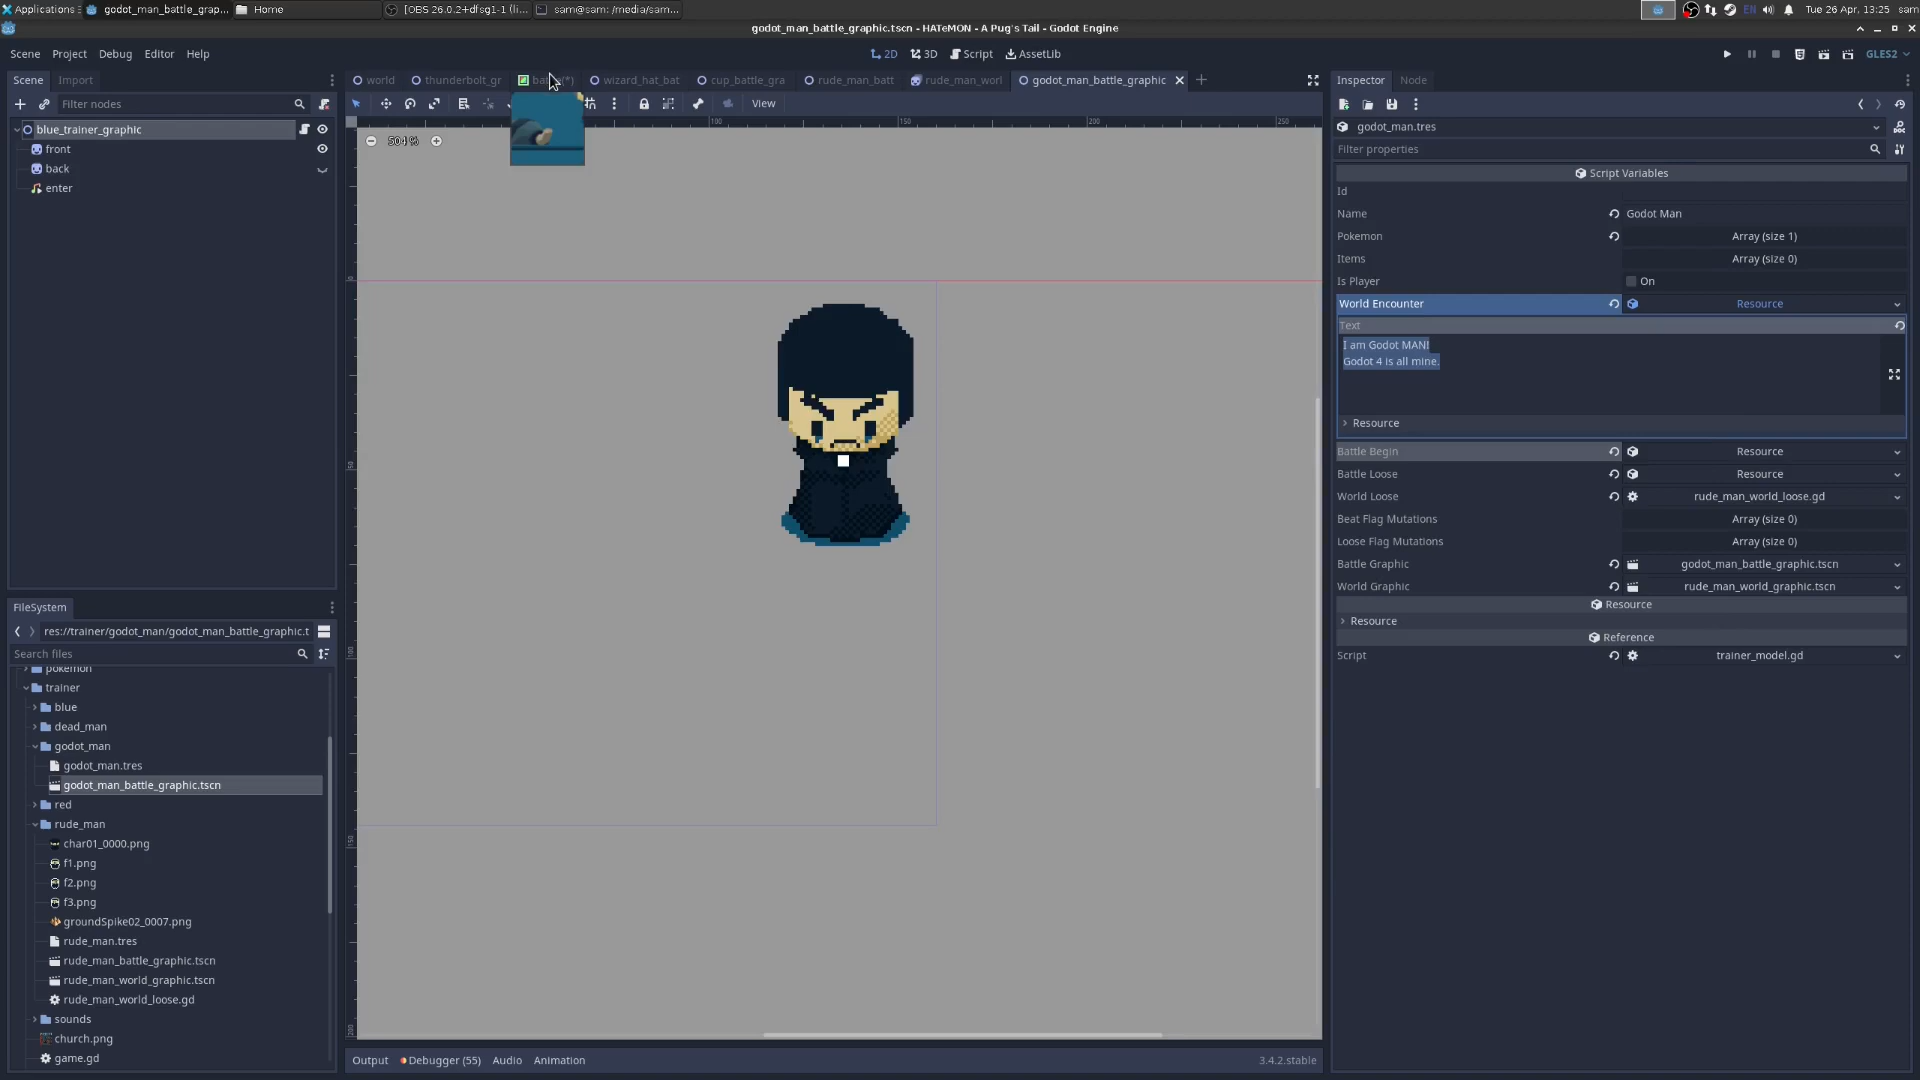 Applications
godot_man_battle_grap...
Home
[OBS 26.0.2+dfsg1-1 (li...
sam@sam: /media/sam...
EN
Tue 26 Apr, 13:25
sam
godot_man_battle_graphic.tscn - HATeMON - A Pug's Tail - Godot Engine
Scene
Project
Debug
Editor
Help
2D
3D
Script
AssetLib
GLES2
Scene
Import
world
thunderbolt_gr
wizard_hat_bat
cup_battle_gra
rude_man_batt
rude_man_worl
godot_man_battle_graphic
Inspector
Node
Filter nodes
View
godot_man.tres
Filter properties
blue_trainer_graphic
front
back
enter
504 %
100
150
200
250
Script Variables
Id
Name
Godot Man
Pokemon
Array (size 1)
Items
Array (size 0)
Is Player
On
World Encounter
Resource
Text
I am Godot MAN!
Godot 4 is all mine.
Resource
Battle Begin
Resource
Battle Loose
Resource
World Loose
rude_man_world_loose.gd
Beat Flag Mutations
Array (size 0)
Loose Flag Mutations
Array (size 0)
Battle Graphic
godot_man_battle_graphic.tscn
World Graphic
rude_man_world_graphic.tscn
Resource
Resource
Reference
Script
trainer_model.gd
FileSystem
res://trainer/godot_man/godot_man_battle_graphic.t
Search files
pokemon
trainer
blue
dead_man
godot_man
godot_man.tres
godot_man_battle_graphic.tscn
red
rude_man
char01_0000.png
f1.png
f2.png
f3.png
groundSpike02_0007.png
rude_man.tres
rude_man_battle_graphic.tscn
rude_man_world_graphic.tscn
rude_man_world_loose.gd
sounds
church.png
game.gd
Output
Debugger (55)
Audio
Animation
3.4.2.stable